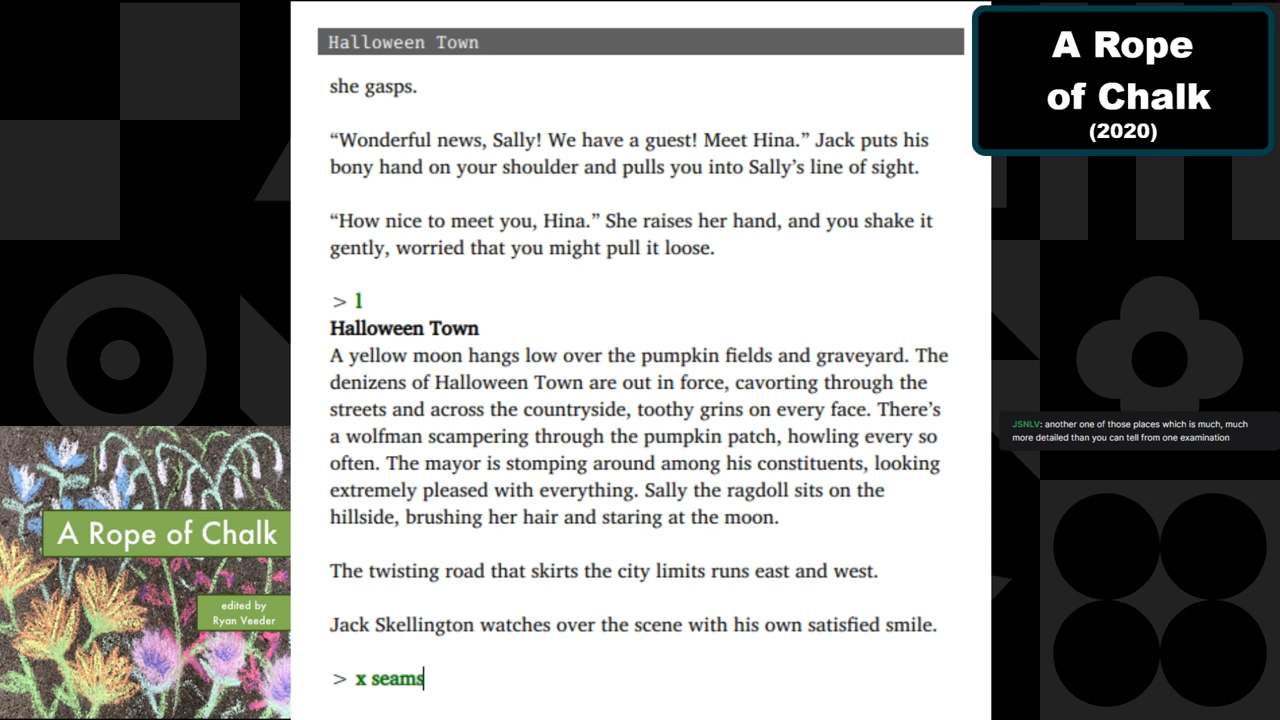 Halloween Town
she gasps.
“Wonderful news, Sally! We have a guest! Meet Hina.” Jack puts his
bony hand on your shoulder and pulls you into Sally’s line of sight.
“How nice to meet you, Hina.” She raises her hand, and you shake it
gently, worried that you might pull it loose.
> l
Halloween Town
A yellow moon hangs low over the pumpkin fields and graveyard. The
denizens of Halloween Town are out in force, cavorting through the
streets and across the countryside, toothy grins on every face. There’s
a wolfman scampering through the pumpkin patch, howling every so
often. The mayor is stomping around among his constituents, looking
extremely pleased with everything. Sally the ragdoll sits on the
hillside, brushing her hair and staring at the moon.
The twisting road that skirts the city limits runs east and west.
Jack Skellington watches over the scene with his own satisfied smile.
> x seams
A Rope
of Chalk
(2020)
JSNLV: another one of those places which is much, much
more detailed than you can tell from one examination
A Rope of Chalk
edited by
Ryan Veeder